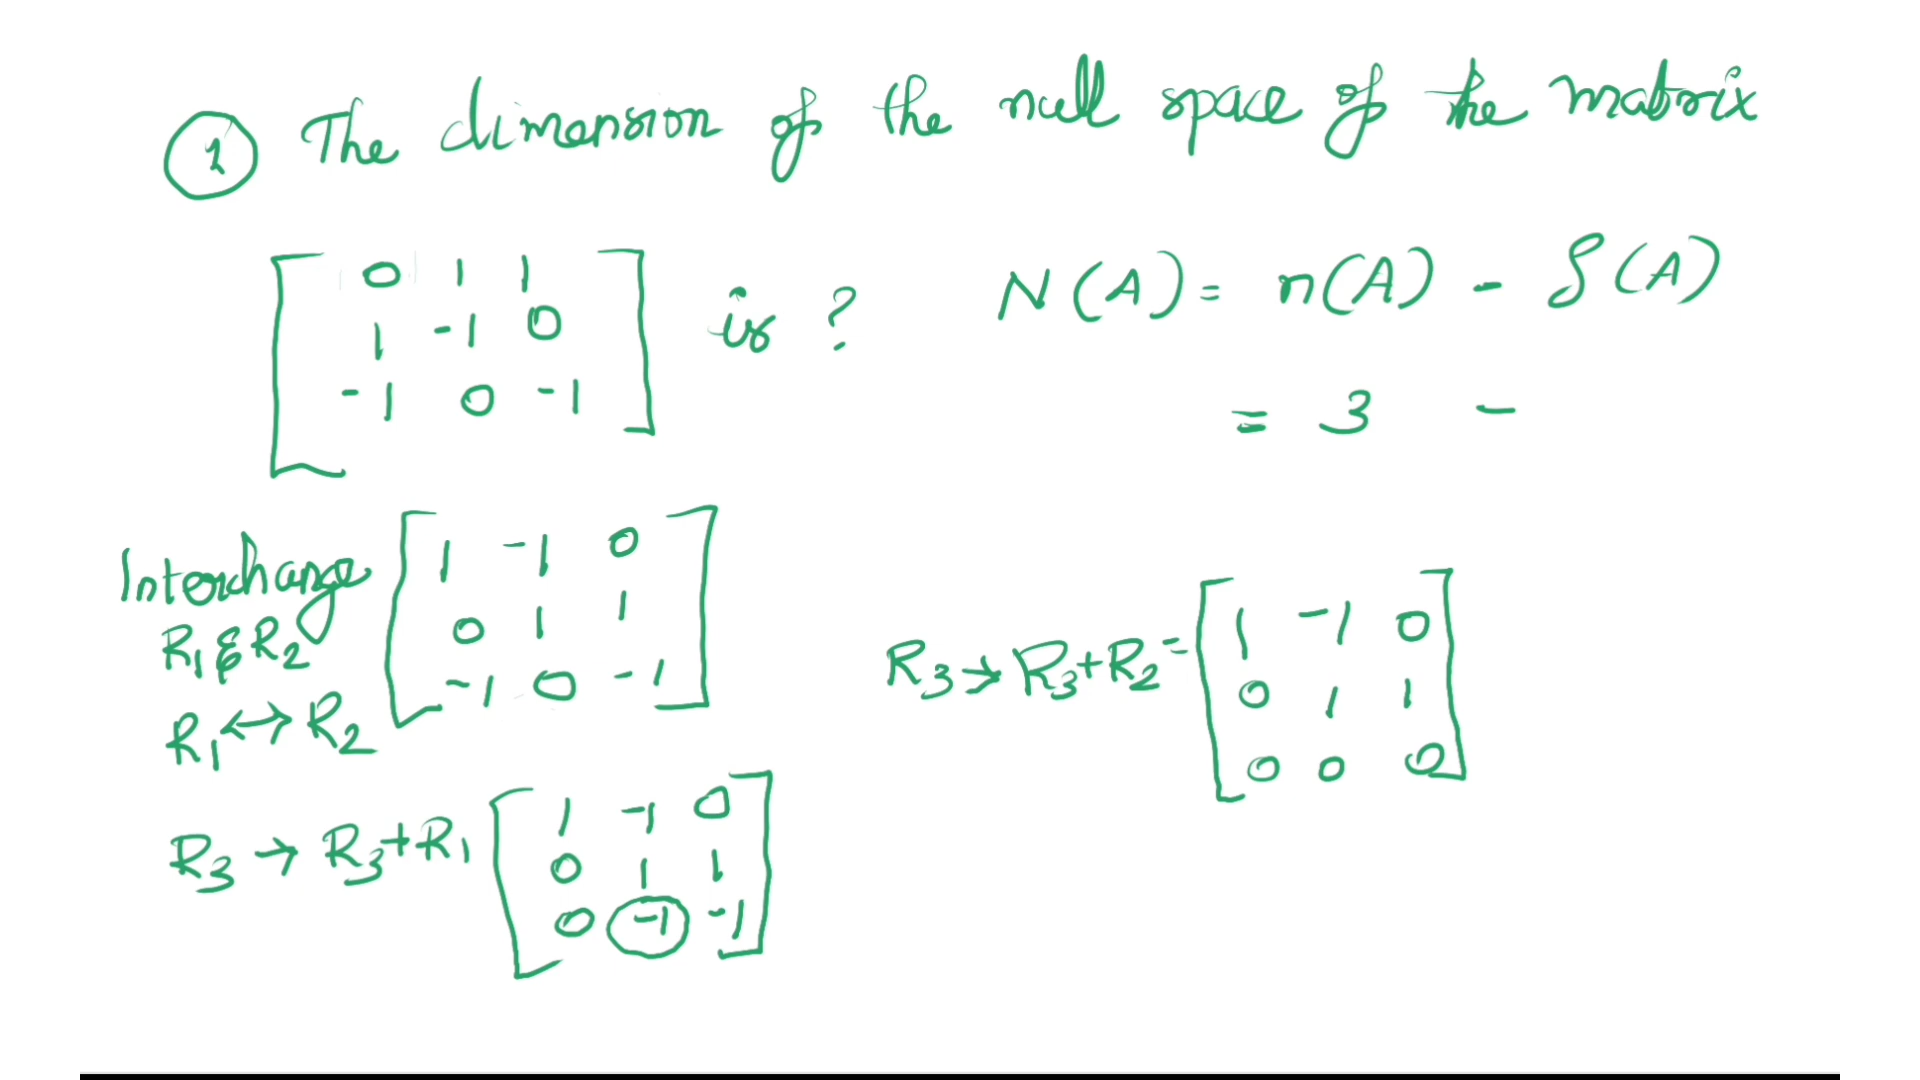 1 The dimension of the null space of the matrix
[ 0 1 1
1 -1 0
-1 0 -1 ] is ?
N(A) = n(A) - ρ(A)
= 3 -
Interchange
R1 & R2
R1 ↔ R2
[ 1 -1 0
0 1 1
-1 0 -1 ]
R3 → R3+R1
[ 1 -1 0
0 1 1
0 -1 -1 ]
R3 → R3+R2 =
[ 1 -1 0
0 1 1
0 0 0 ]